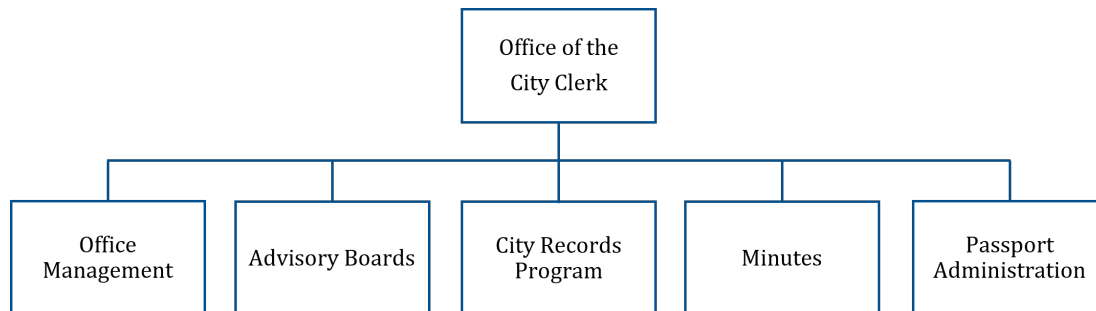 Office of the
City Clerk
Office
Management
Advisory Boards
City Records
Program
Minutes
Passport
Administration